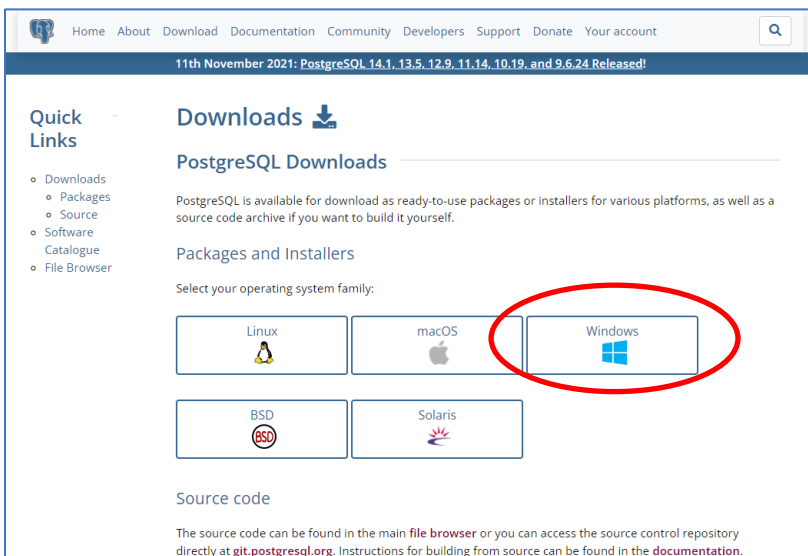 Home About Download Documentation Community Developers Support Donate Your account
11th November 2021: PostgreSQL 14.1, 13.5, 12.9, 11.14, 10.19, and 9.6.24 Released!
Quick
Links
Downloads
Packages
Source
Software
Catalogue
File Browser
Downloads
PostgreSQL Downloads
PostgreSQL is available for download as ready-to-use packages or installers for various platforms, as well as a
source code archive if you want to build it yourself.
Packages and Installers
Select your operating system family:
Linux
macOS
Windows
BSD
BSD
Solaris
Source code
The source code can be found in the main file browser or you can access the source control repository
directly at git.postgresql.org. Instructions for building from source can be found in the documentation.